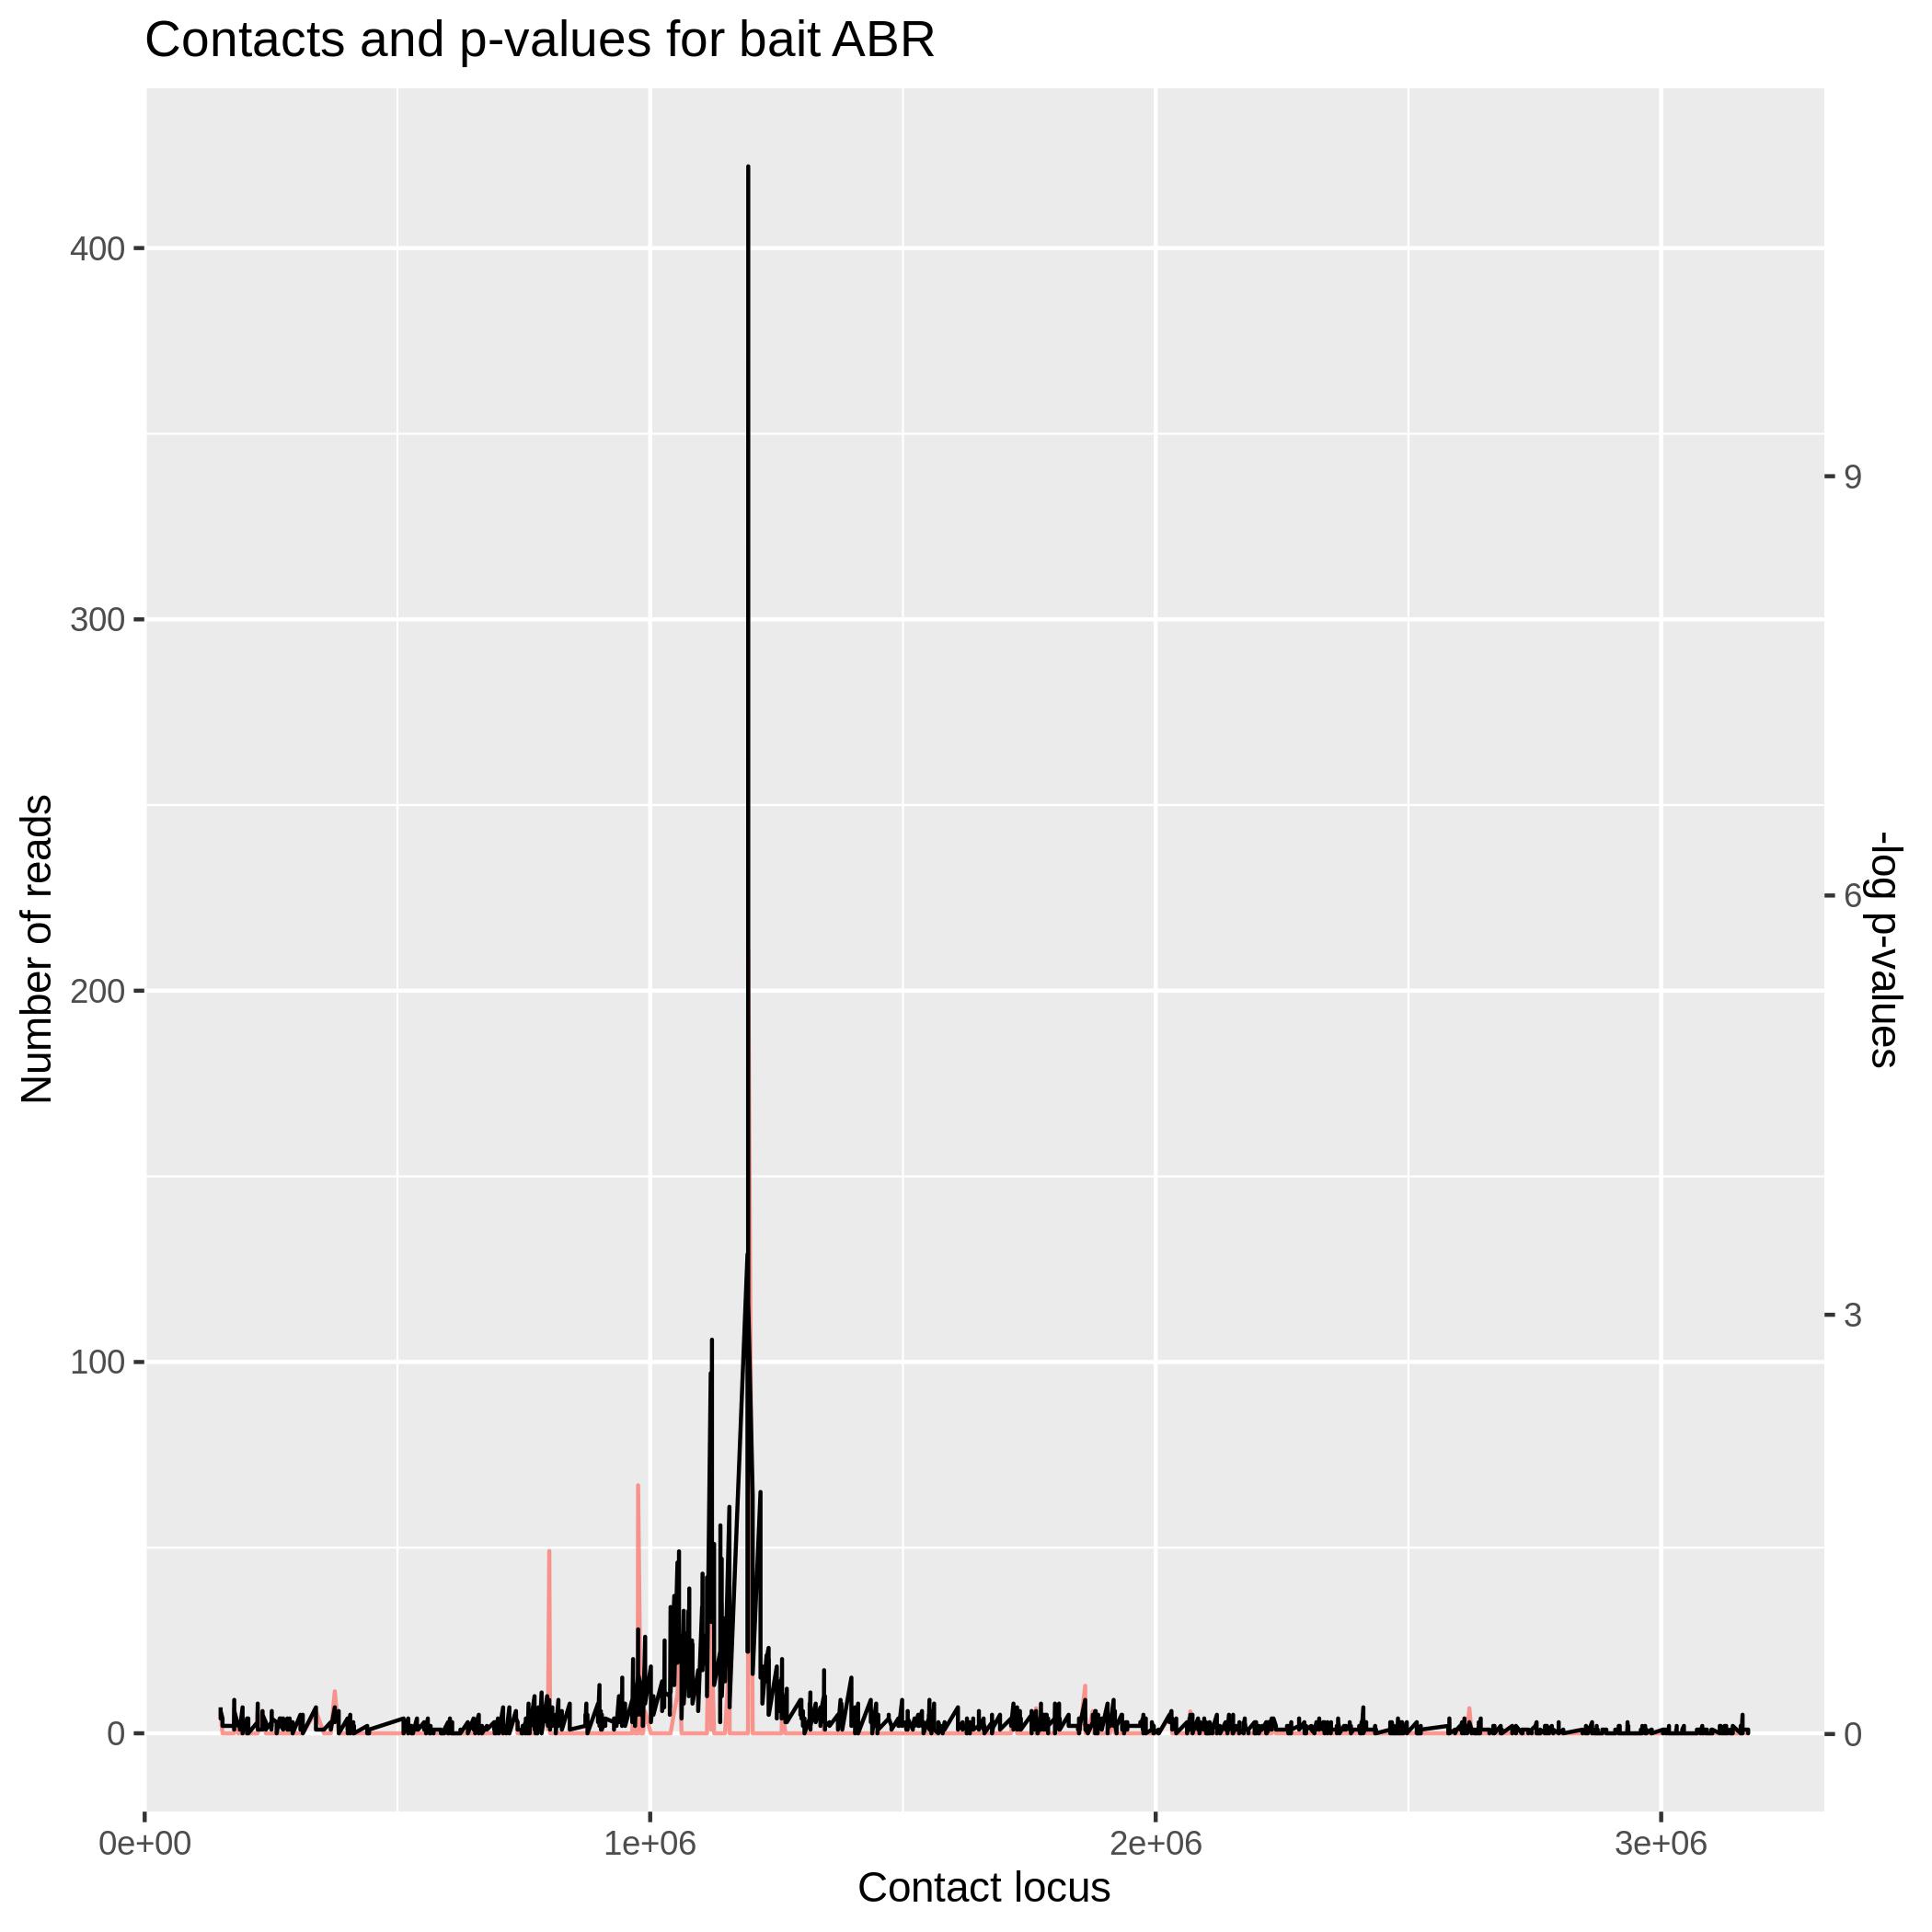 Contacts and p-values for bait ABR
400
300
200
100
0
Number of reads
9
6
3
0
-log p-values
0e+00
1e+06
2e+06
3e+06
Contact locus